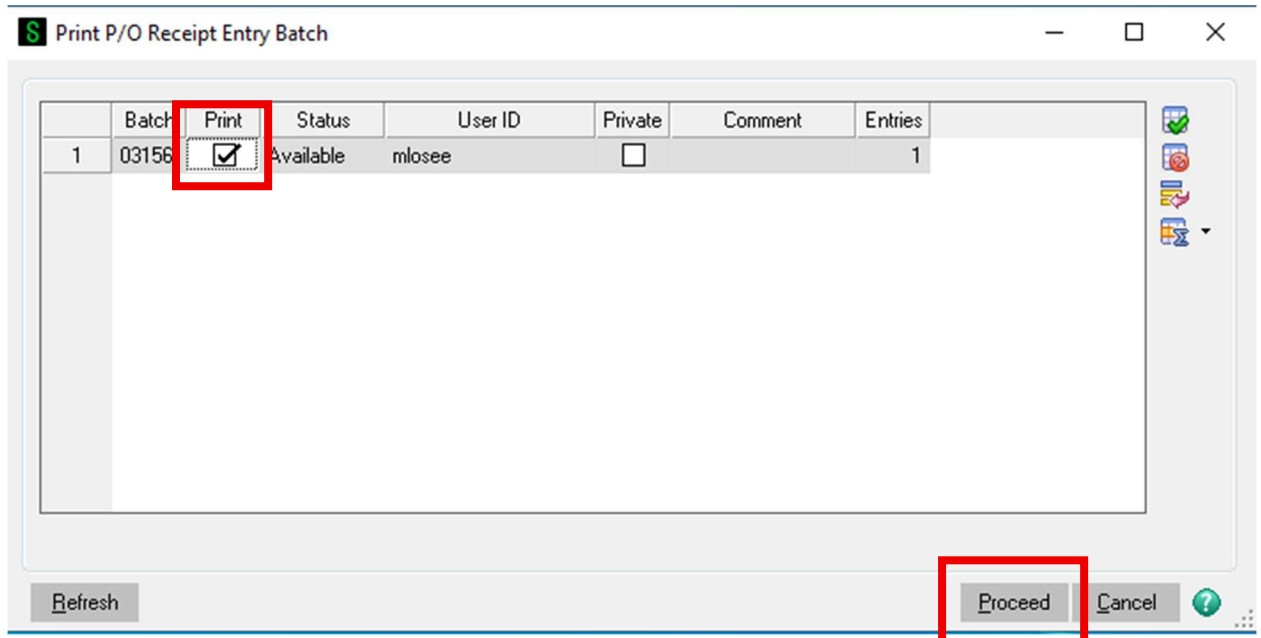 S Print P/O Receipt Entry Batch
Batch Print Status User ID Private Comment Entries
1 03156 Available mlosee 1
Refresh Proceed Cancel ?